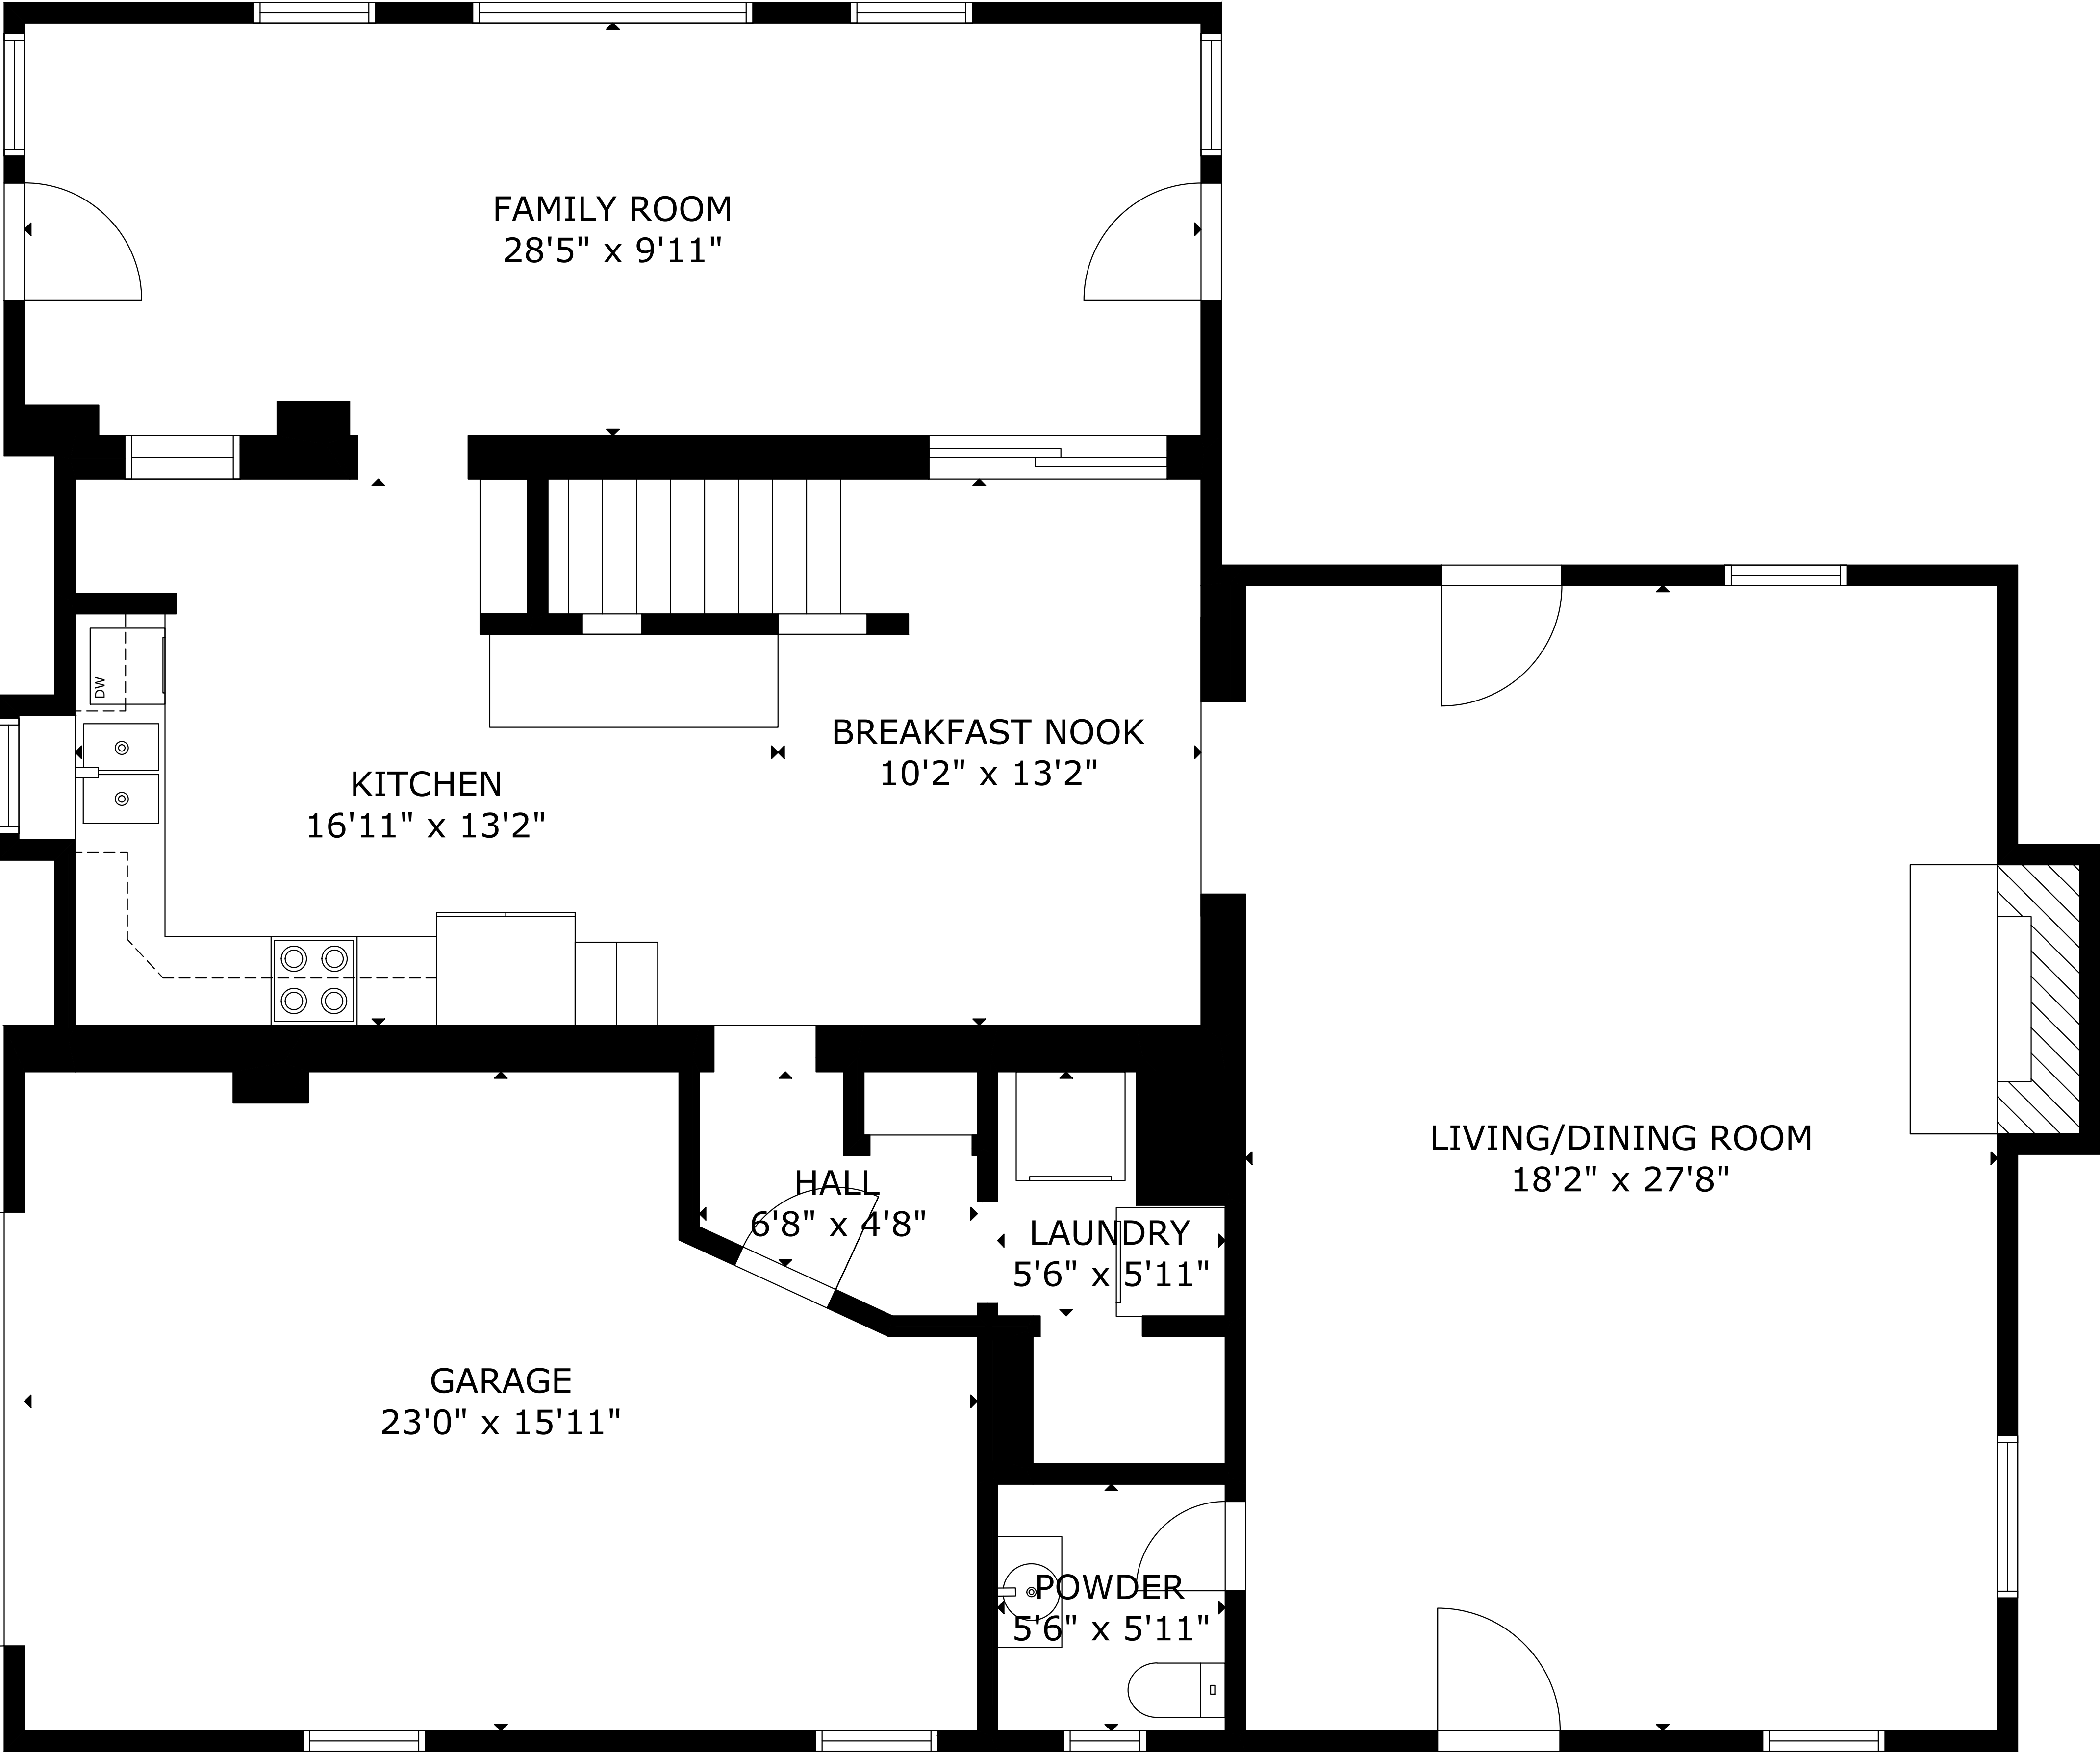 FAMILY ROOM
28'5" x 9'11"
DW
BREAKFAST NOOK
10'2" x 13'2"
KITCHEN
16'11" x 13'2"
LIVING/DINING ROOM
18'2" x 27'8"
HALL
6'8" x 4'8"
LAUNDRY
5'6" x 5'11"
GARAGE
23'0" x 15'11"
POWDER
5'6" x 5'11"